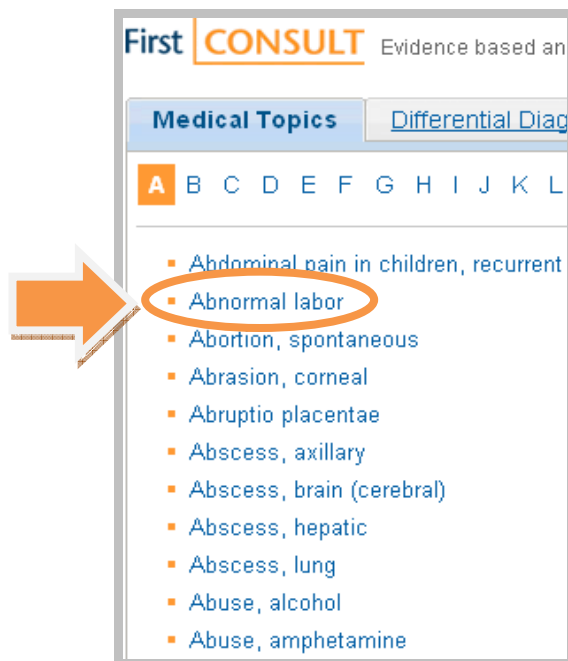 First CONSULT Evidence based an
Medical Topics Differential Diag
A B C D E F G H I J K L
Abdominal pain in children, recurrent
Abnormal labor
Abortion, spontaneous
Abrasion, corneal
Abruptio placentae
Abscess, axillary
Abscess, brain (cerebral)
Abscess, hepatic
Abscess, lung
Abuse, alcohol
Abuse, amphetamine